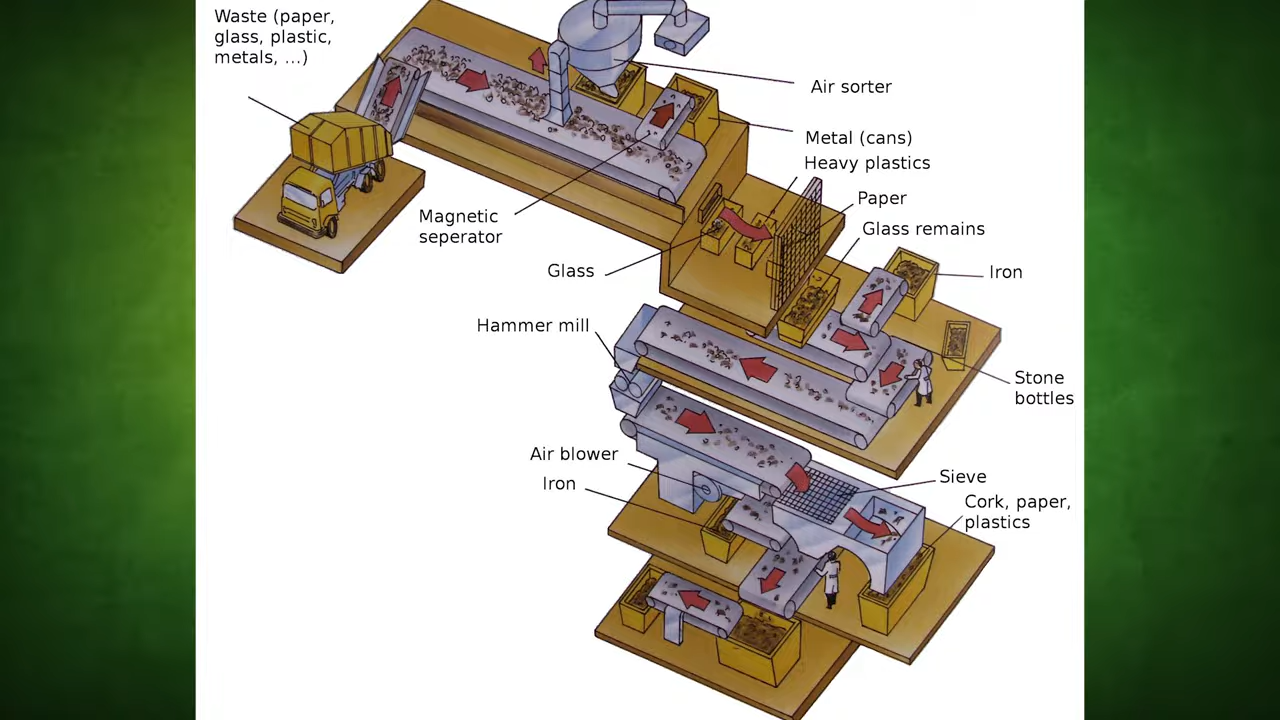 Waste (paper,
glass, plastic,
metals, ...)
Air sorter
Metal (cans)
Heavy plastics
Paper
Magnetic
seperator
Glass remains
Glass
Iron
Hammer mill
Stone
bottles
Air blower
Iron
Sieve
Cork, paper,
plastics